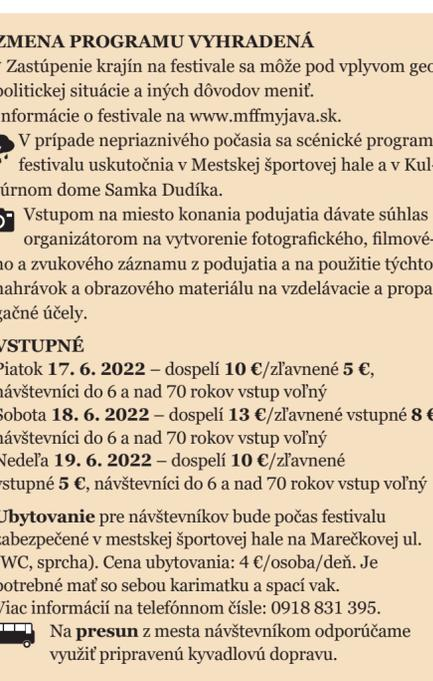 ZMENA PROGRAMU VYHRADENÁ
Zastúpenie krajín na festivale sa môže pod vplyvom geo
politickej situácie a iných dôvodov meniť.
nformácie o festivale na www.mffmyjava.sk.
V prípade nepriaznivého počasia sa scénické program
festivalu uskutočnia v Mestskej športovej hale a v Kul-
túrnom dome Samka Dudíka.
Vstupom na miesto konania podujatia dávate súhlas
organizátorom na vytvorenie fotografického, filmové-
ho a zvukového záznamu z podujatia a na použitie týchto
nahrávok a obrazového materiálu na vzdelávacie a propa
gačné účely.
VSTUPNÉ
Piatok 17. 6. 2022 – dospelí 10 €/zľavnené 5 €,
návštevníci do 6 a nad 70 rokov vstup voľný
Sobota 18. 6. 2022 – dospelí 13 €/zľavnené vstupné 8 €
návštevníci do 6 a nad 70 rokov vstup voľný
Nedeľa 19. 6. 2022 – dospelí 10 €/zľavnené
vstupné 5 €, návštevníci do 6 a nad 70 rokov vstup voľný
Ubytovanie pre návštevníkov bude počas festivalu
zabezpečené v mestskej športovej hale na Marečkovej ul.
(WC, sprcha). Cena ubytovania: 4 €/osoba/deň. Je
potrebné mať so sebou karimatku a spací vak.
Viac informácií na telefónnom čísle: 0918 831 395.
Na presun z mesta návštevníkom odporúčame
využiť pripravenú kyvadlovú dopravu.